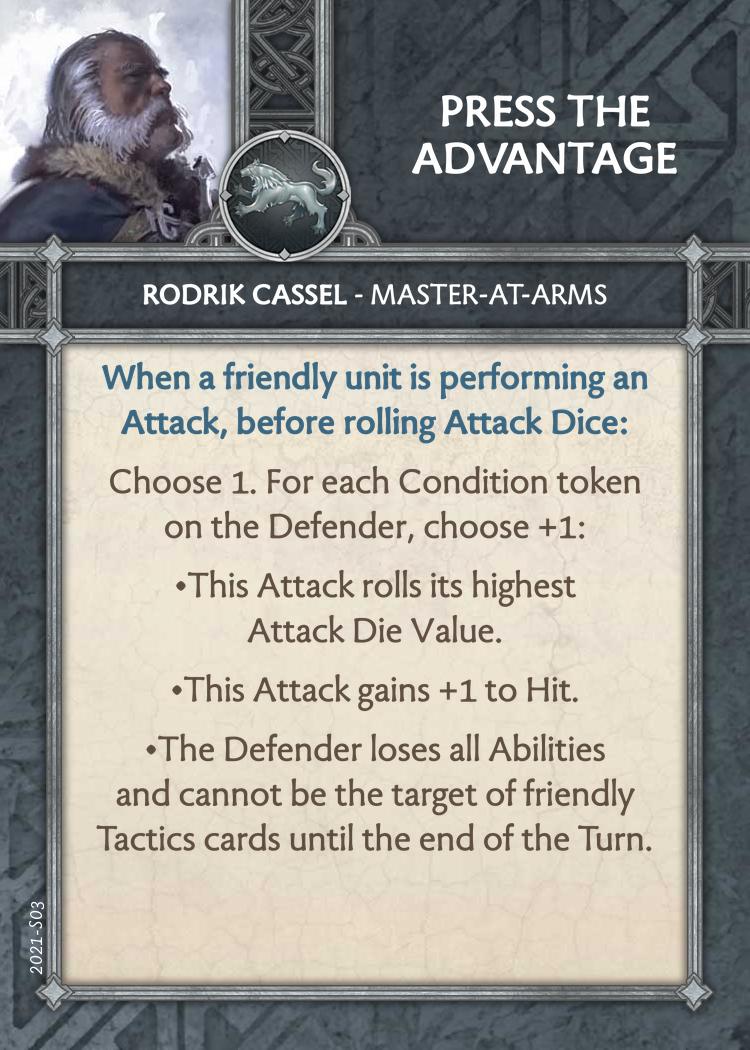 PRESS THE
ADVANTAGE
RODRIK CASSEL - MASTER-AT-ARMS
When a friendly unit is performing an
Attack, before rolling Attack Dice:
Choose 1. For each Condition token
on the Defender, choose +1:
•This Attack rolls its highest
Attack Die Value.
•This Attack gains +1 to Hit.
•The Defender loses all Abilities
and cannot be the target of friendly
Tactics cards until the end of the Turn.
2021-S03